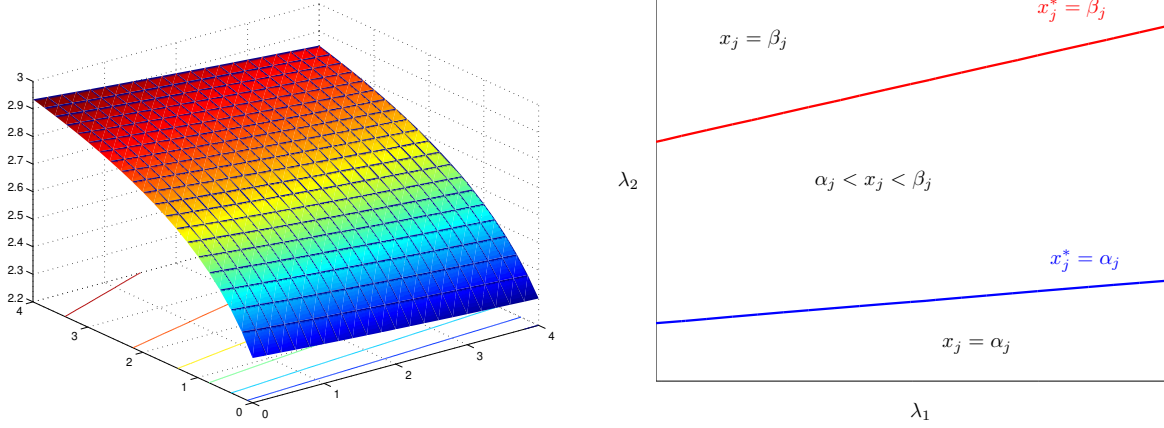 3
2.9
2.8
2.7
2.6
2.5
2.4
2.3
2.2
4
3
2
1
0
0
1
2
3
4
x_j^* = β_j
x_j = β_j
λ_2
α_j < x_j < β_j
x_j^* = α_j
x_j = α_j
λ_1